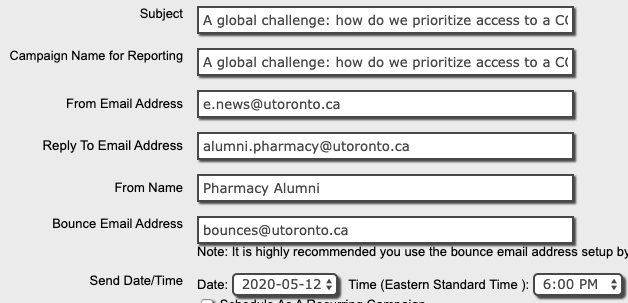 Subject A global challenge: how do we prioritize access to a CO
Campaign Name for Reporting A global challenge: how do we prioritize access to a CO
From Email Address e.news@utoronto.ca
Reply To Email Address alumni.pharmacy@utoronto.ca
From Name Pharmacy Alumni
Bounce Email Address bounces@utoronto.ca
Note: It is highly recommended you use the bounce email address setup by
Send Date/Time Date: 2020-05-12 Time (Eastern Standard Time ): 6:00 PM
Schedule As A Recurring Campaign